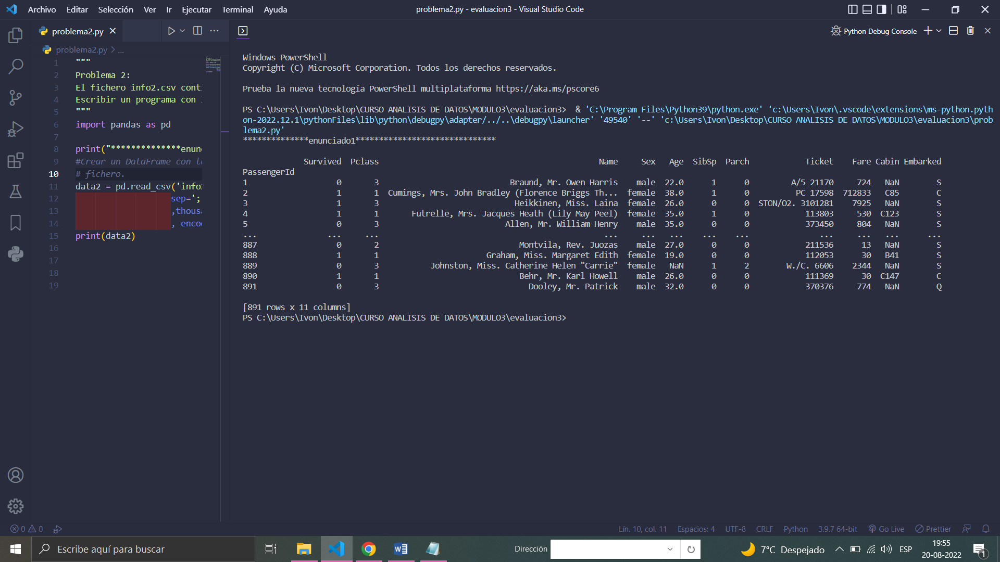 Archivo Editar Selección Ver Ir Ejecutar Terminal Ayuda
problema2.py - evaluacion3 - Visual Studio Code
problema2.py
Python Debug Console
problema2.py > ...
1 """
2 Problema 2:
3 El fichero info2.csv cont
4 Escribir un programa con
5 """
6 import pandas as pd
7
8 print("**************enun
9 #Crear un DataFrame con l
10 # fichero.
11 data2 = pd.read_csv('info
12 sep=';
13 ,thous
14 , enco
15 print(data2)
16
17
18
19
Windows PowerShell
Copyright (C) Microsoft Corporation. Todos los derechos reservados.
Prueba la nueva tecnología PowerShell multiplataforma https://aka.ms/pscore6
PS C:\Users\Ivon\Desktop\CURSO ANALISIS DE DATOS\MODULO3\evaluacion3>  & 'C:\Program Files\Python39\python.exe' 'c:\Users\Ivon\.vscode\extensions\ms-python.pyth
on-2022.12.1\pythonFiles\lib\python\debugpy\adapter/../..\debugpy\launcher' '49540' '--' 'c:\Users\Ivon\Desktop\CURSO ANALISIS DE DATOS\MODULO3\evaluacion3\prob
lema2.py'
**************enunciado1******************************
Survived Pclass Name Sex Age SibSp Parch Ticket Fare Cabin Embarked
PassengerId
1 0 3 Braund, Mr. Owen Harris male 22.0 1 0 A/5 21170 724 NaN S
2 1 1 Cumings, Mrs. John Bradley (Florence Briggs Th... female 38.0 1 0 PC 17598 712833 C85 C
3 1 3 Heikkinen, Miss. Laina female 26.0 0 0 STON/O2. 3101281 7925 NaN S
4 1 1 Futrelle, Mrs. Jacques Heath (Lily May Peel) female 35.0 1 0 113803 530 C123 S
5 0 3 Allen, Mr. William Henry male 35.0 0 0 373450 804 NaN S
... ... ... ... ... ... ... ... ... ... ... ...
887 0 2 Montvila, Rev. Juozas male 27.0 0 0 211536 13 NaN S
888 1 1 Graham, Miss. Margaret Edith female 19.0 0 0 112053 30 B41 S
889 0 3 Johnston, Miss. Catherine Helen "Carrie" female NaN 1 2 W./C. 6606 2344 NaN S
890 1 1 Behr, Mr. Karl Howell male 26.0 0 0 111369 30 C147 C
891 0 3 Dooley, Mr. Patrick male 32.0 0 0 370376 774 NaN Q
[891 rows x 11 columns]
PS C:\Users\Ivon\Desktop\CURSO ANALISIS DE DATOS\MODULO3\evaluacion3>
0 0
Lín. 10, col. 11 Espacios: 4 UTF-8 CRLF Python 3.9.7 64-bit Go Live Prettier
Escribe aquí para buscar
Dirección
7°C Despejado
ESP
19:55
20-08-2022
1